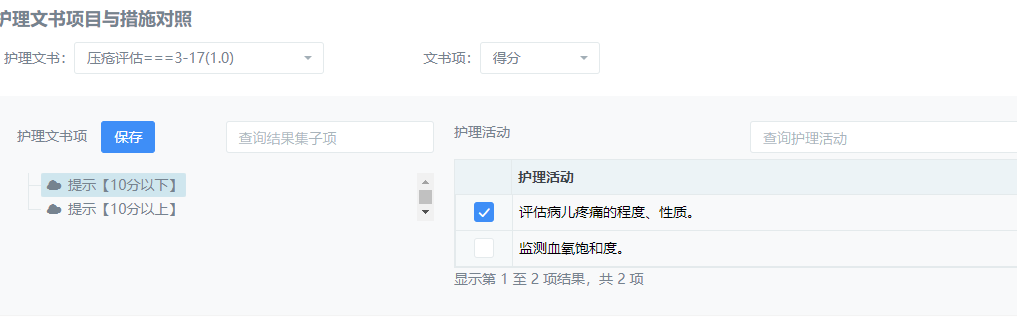 护理文书项目与措施对照
护理文书： 压疮评估===3-17(1.0) 文书项： 得分
护理文书项 保存 查询结果集子项 护理活动 查询护理活动
提示【10分以下】
提示【10分以上】
护理活动
评估病儿疼痛的程度、性质。
监测血氧饱和度。
显示第 1 至 2 项结果，共 2 项